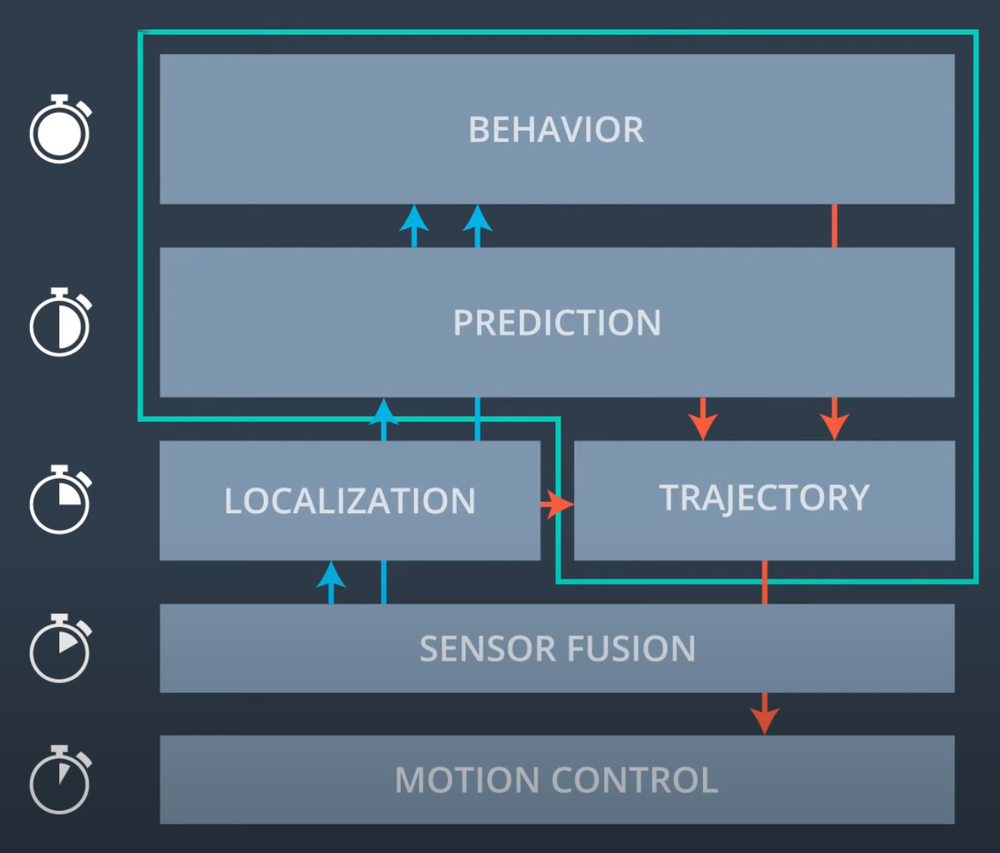 BEHAVIOR
PREDICTION
LOCALIZATION
TRAJECTORY
SENSOR FUSION
MOTION CONTROL